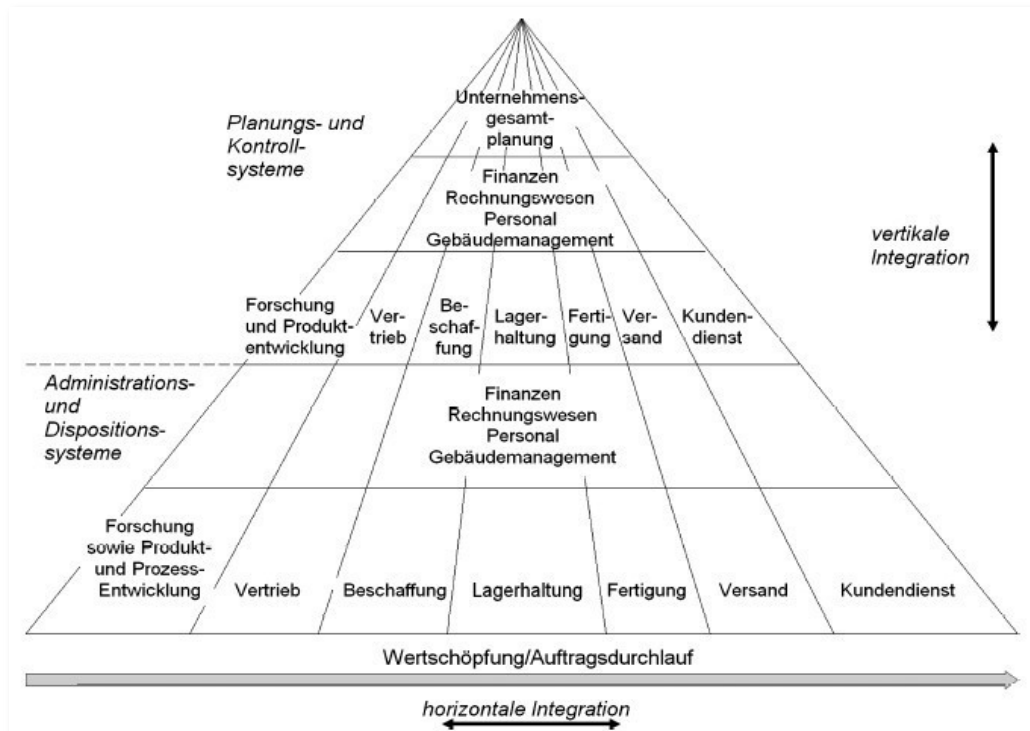 Unternehmens-
gesamt-
planung
Planungs- und
Kontroll-
systeme
Finanzen
Rechnungswesen
Personal
Gebäudemanagement
vertikale
Integration
Forschung
und Produkt-
entwicklung
Ver-
trieb
Be-
schaf-
fung
Lager-
haltung
Ferti-
gung
Ver-
sand
Kunden-
dienst
Administrations-
und
Dispositions-
systeme
Finanzen
Rechnungswesen
Personal
Gebäudemanagement
Forschung
sowie Produkt-
und Prozess-
Entwicklung
Vertrieb
Beschaffung
Lagerhaltung
Fertigung
Versand
Kundendienst
Wertschöpfung/Auftragsdurchlauf
horizontale Integration